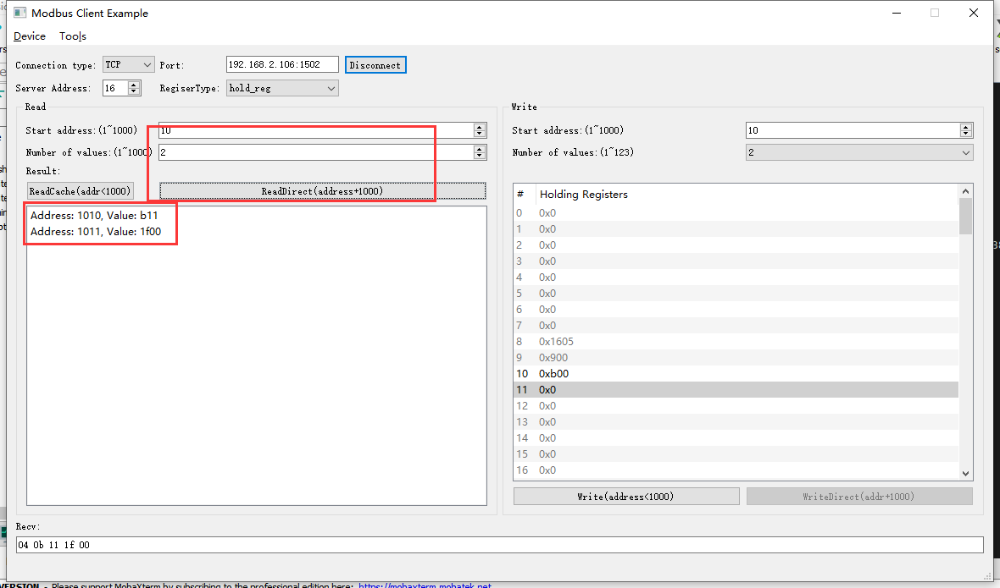 Modbus Client Example
Device Tools
Connection type: TCP Port: 192.168.2.106:1502 Disconnect
Server Address: 16 RegiserType: hold_reg
Read
Start address:(1~1000) 10
Number of values:(1~1000) 2
Result:
ReadCache(addr<1000) ReadDirect(address+1000)
Address: 1010, Value: b11
Address: 1011, Value: 1f00
Write
Start address:(1~1000) 10
Number of values:(1~123) 2
# Holding Registers
0 0x0
1 0x0
2 0x0
3 0x0
4 0x0
5 0x0
6 0x0
7 0x0
8 0x1605
9 0x900
10 0xb00
11 0x0
12 0x0
13 0x0
14 0x0
15 0x0
16 0x0
Write(address<1000) WriteDirect(addr+1000)
Recv:
04 0b 11 1f 00
VERSION - Please support MobaXterm by subscribing to the professional edition here: https://mobaxterm.mobatek.net